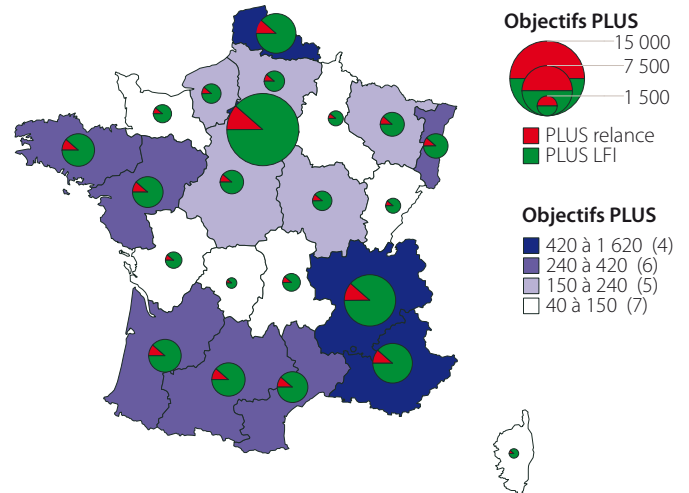 Objectifs PLUS
15 000
7 500
1 500
PLUS relance
PLUS LFI
Objectifs PLUS
420 à 1 620 (4)
240 à 420 (6)
150 à 240 (5)
40 à 150 (7)